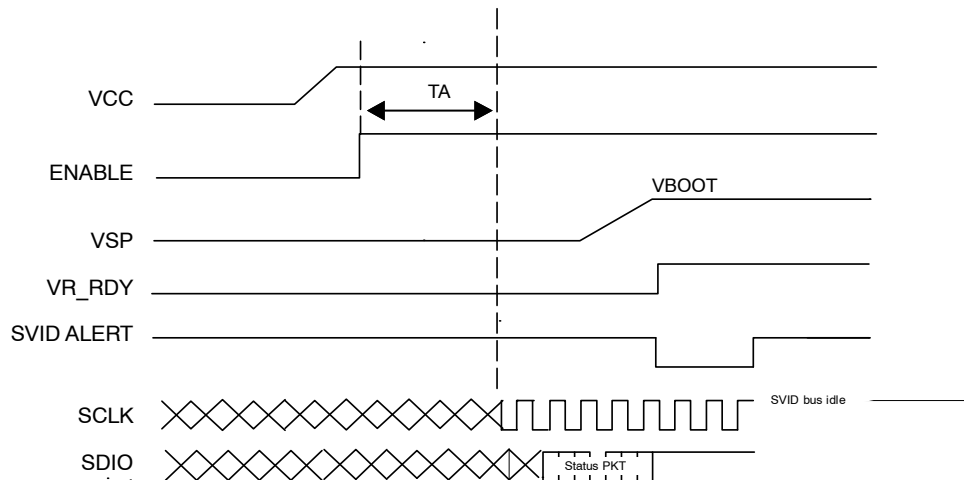 VCC
TA
ENABLE
VBOOT
VSP
VR_RDY
SVID ALERT
SCLK
SVID bus idle
SDIO
Status PKT